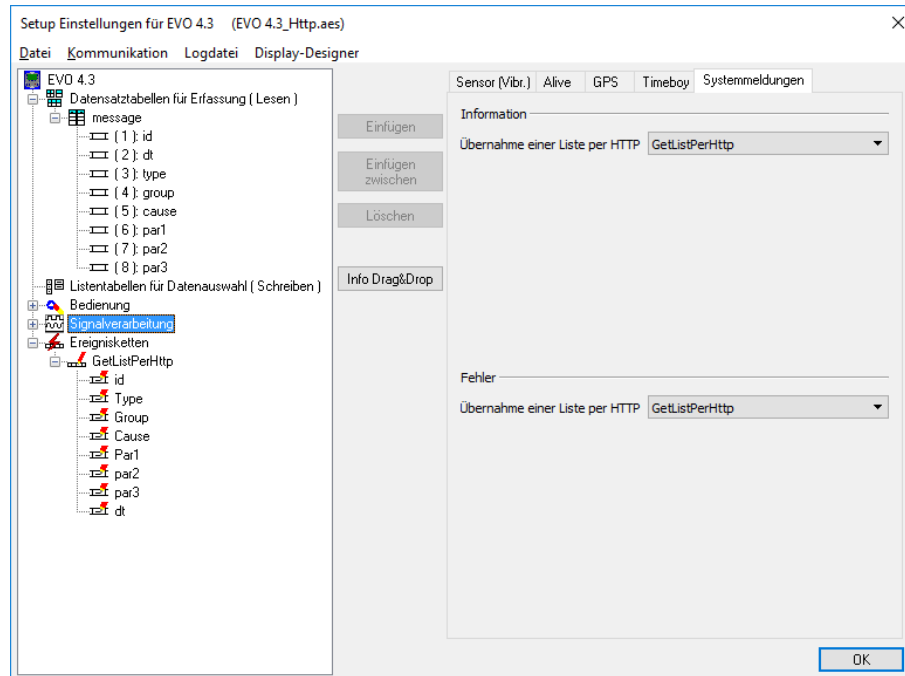 Setup Einstellungen für EVO 4.3 (EVO 4.3_Http.aes)
Datei Kommunikation Logdatei Display-Designer
EVO 4.3
Datensatztabellen für Erfassung ( Lesen )
message
( 1 ): id
( 2 ): dt
( 3 ): type
( 4 ): group
( 5 ): cause
( 6 ): par1
( 7 ): par2
( 8 ): par3
Listentabellen für Datenauswahl ( Schreiben )
Bedienung
Signalverarbeitung
Ereignisketten
GetListPerHttp
id
Type
Group
Cause
Par1
par2
par3
dt
Einfügen
Einfügen
zwischen
Löschen
Info Drag&Drop
Sensor (Vibr.) Alive GPS Timeboy Systemmeldungen
Information
Übernahme einer Liste per HTTP GetListPerHttp
Fehler
Übernahme einer Liste per HTTP GetListPerHttp
OK